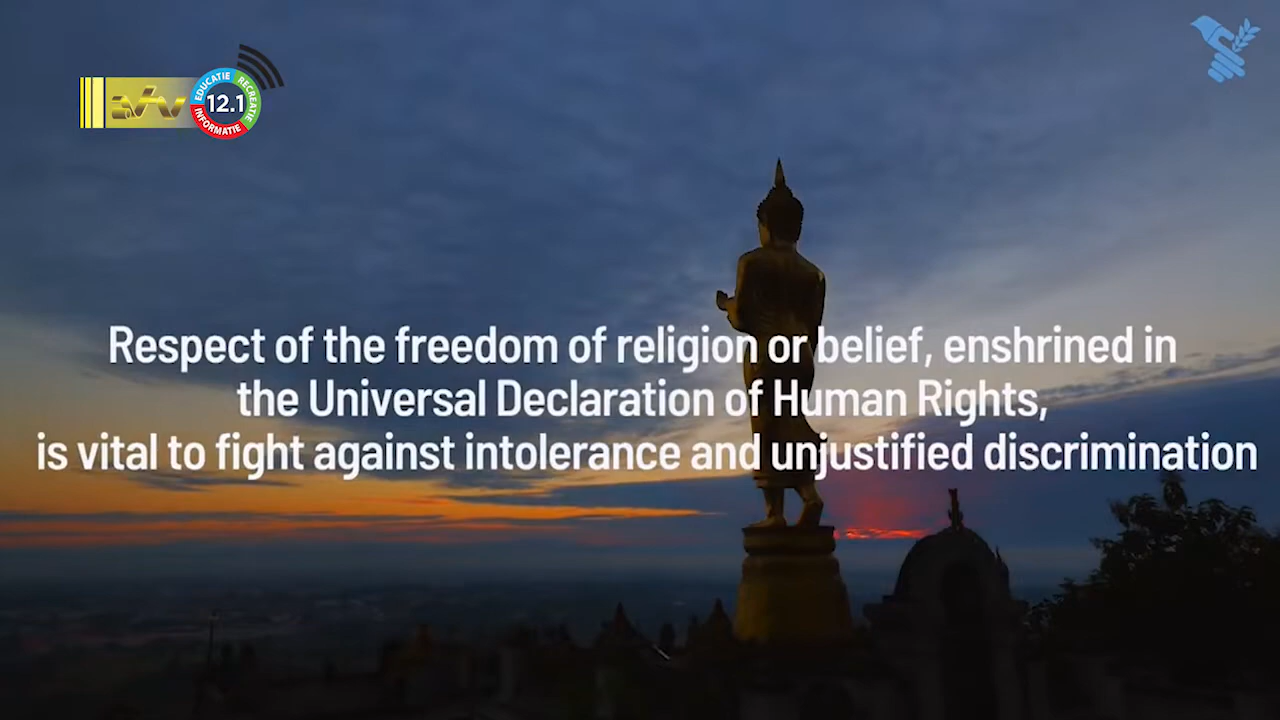 EDUCATIE
RECREATIE
INFORMATIE
12.1
Respect of the freedom of religion or belief, enshrined in
the Universal Declaration of Human Rights,
is vital to fight against intolerance and unjustified discrimination